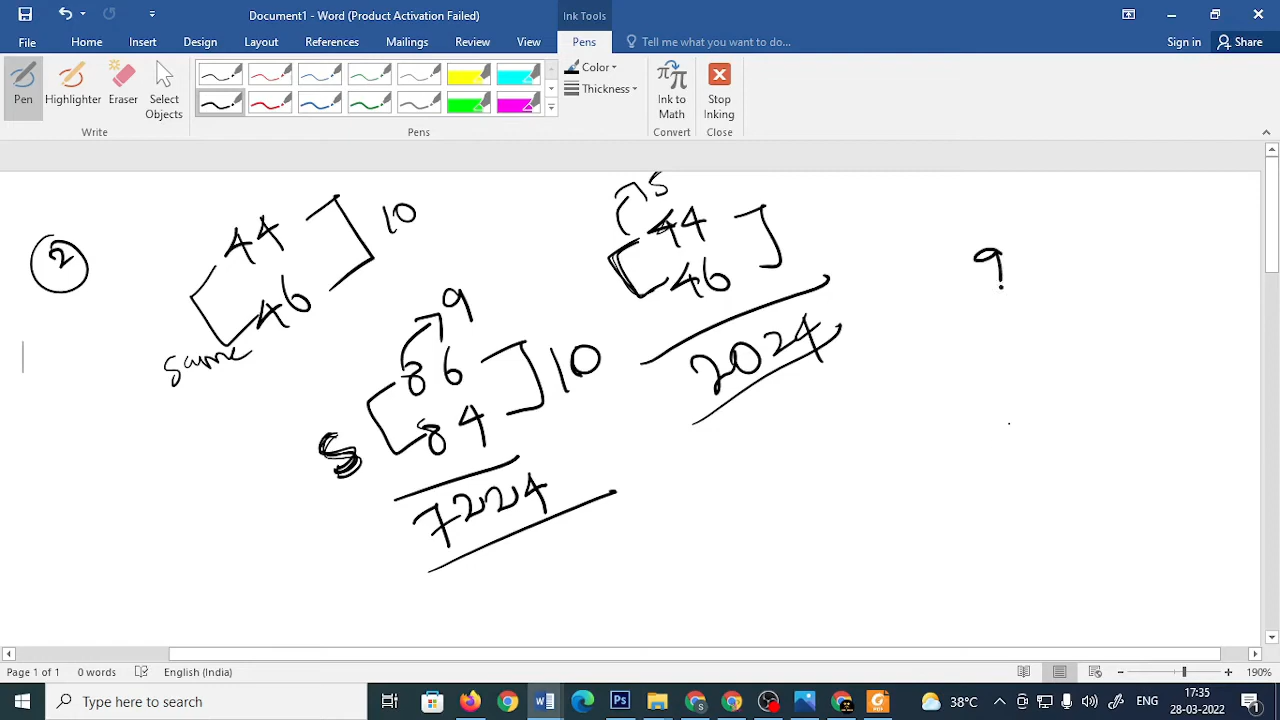 Document1 - Word (Product Activation Failed)
Ink Tools
File
Home
Insert
Design
Layout
References
Mailings
Review
View
Pens
Tell me what you want to do...
Sign in
Share
Pen
Highlighter
Eraser
Select Objects
Color
Thickness
Ink to Math
Stop Inking
Write
Pens
Convert
Close
2
44
46
10
same
9
86
84
10
S
7224
5
44
46
2024
9
Page 1 of 1
0 words
English (India)
190%
Type here to search
38°C
ENG
17:35
28-03-2022